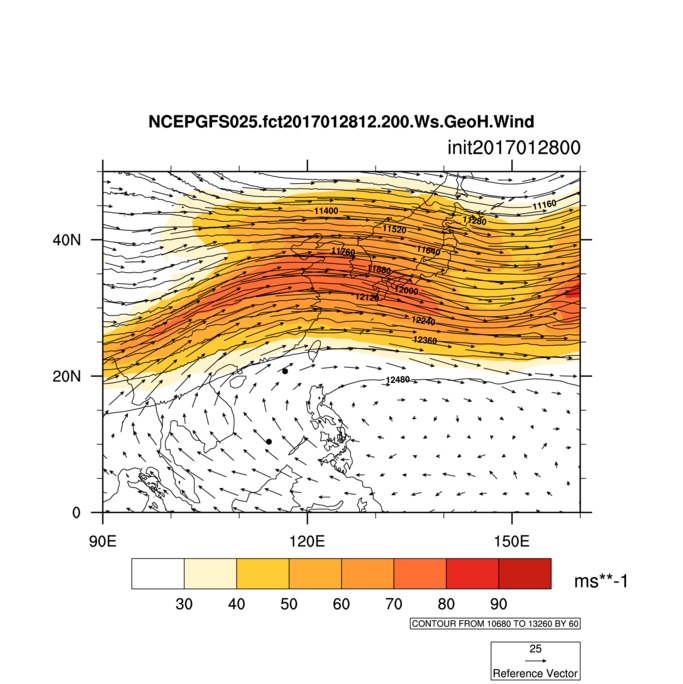 NCEPGFS025.fct2017012812.200.Ws.GeoH.Wind
init2017012800
11160
11400
11280
11520
40N
11640
11760
11880
12000
12120
12240
12360
20N
12480
0
90E 120E 150E
ms**-1
30 40 50 60 70 80 90
CONTOUR FROM 10680 TO 13260 BY 60
25
Reference Vector